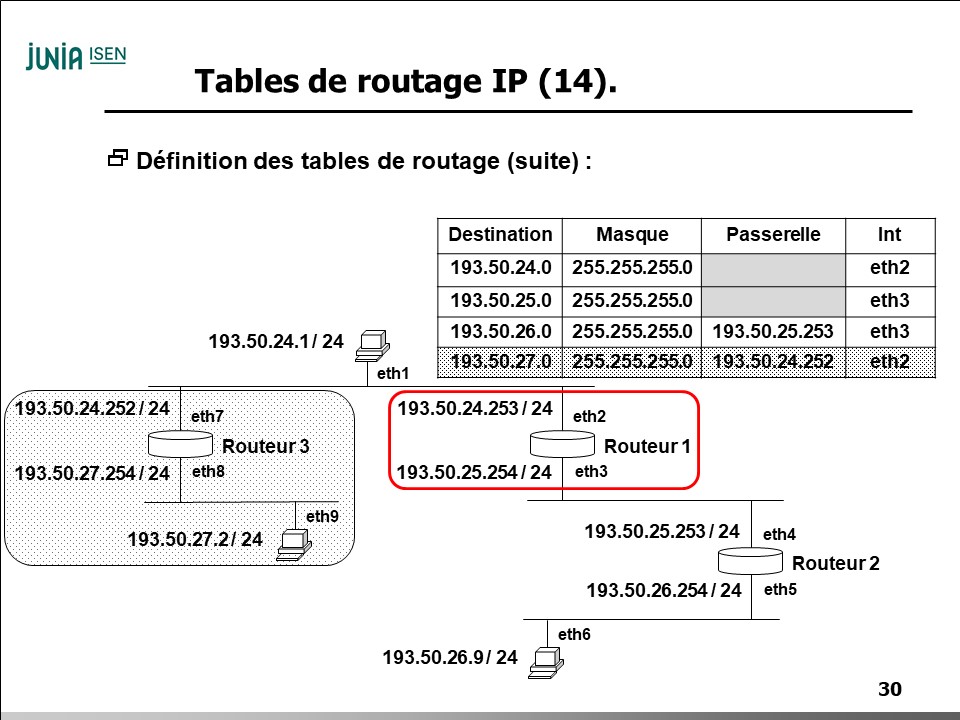 JUNIA ISEN
Tables de routage IP (14).
Définition des tables de routage (suite) :
Destination Masque Passerelle Int
193.50.24.0 255.255.255.0 eth2
193.50.25.0 255.255.255.0 eth3
193.50.26.0 255.255.255.0 193.50.25.253 eth3
193.50.27.0 255.255.255.0 193.50.24.252 eth2
193.50.24.1 / 24
eth1
193.50.24.252 / 24
eth7
Routeur 3
193.50.27.254 / 24
eth8
eth9
193.50.27.2 / 24
193.50.24.253 / 24
eth2
Routeur 1
193.50.25.254 / 24
eth3
193.50.25.253 / 24
eth4
Routeur 2
193.50.26.254 / 24
eth5
eth6
193.50.26.9 / 24
30